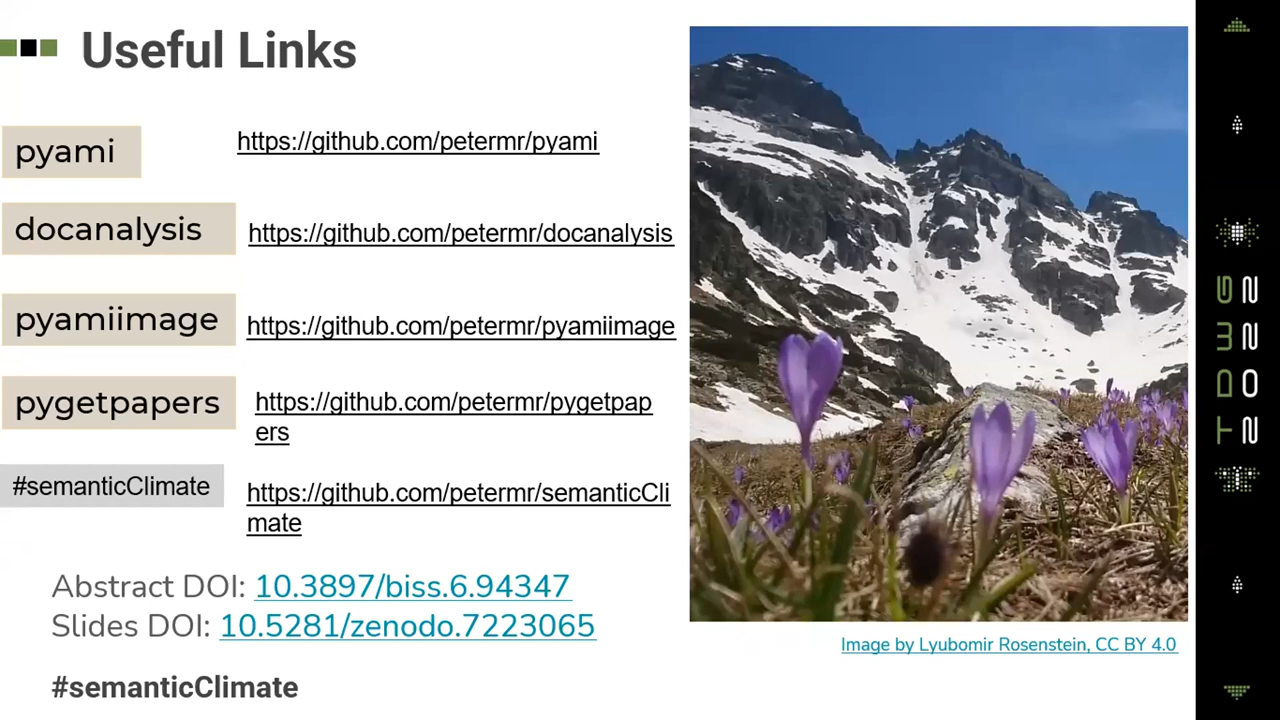 Useful Links
pyami
https://github.com/petermr/pyami
docanalysis
https://github.com/petermr/docanalysis
pyamiimage
https://github.com/petermr/pyamiimage
pygetpapers
https://github.com/petermr/pygetpap
ers
#semanticClimate
https://github.com/petermr/semanticCli
mate
Abstract DOI: 10.3897/biss.6.94347
Slides DOI: 10.5281/zenodo.7223065
#semanticClimate
Image by Lyubomir Rosenstein, CC BY 4.0
TDWG
2022